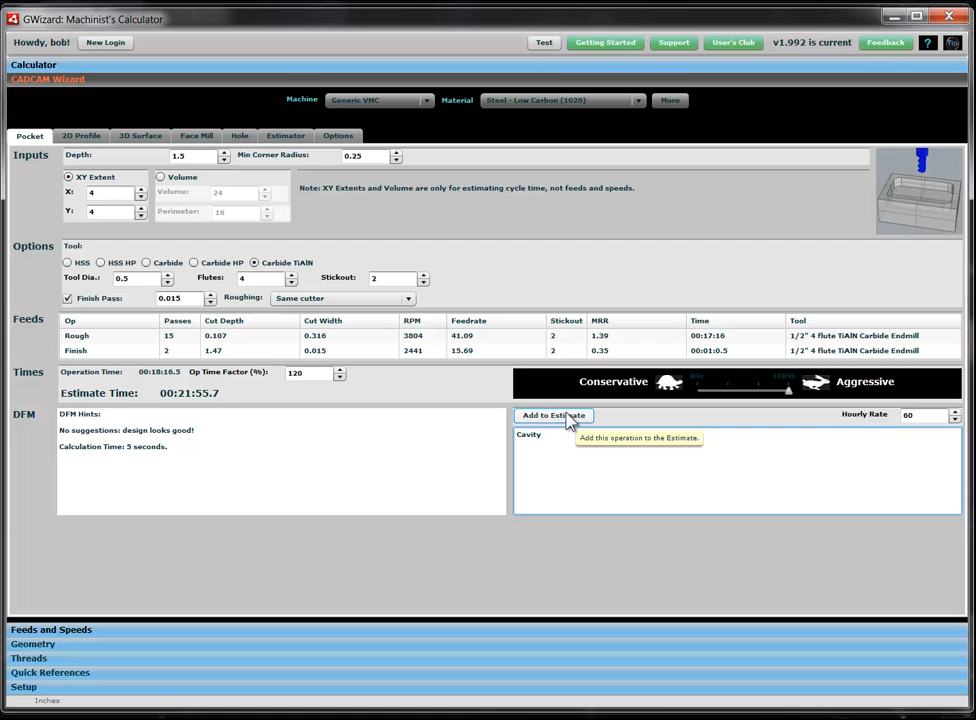 GWizard: Machinist's Calculator
Howdy, bob! New Login Test Getting Started Support User's Club v1.992 is current Feedback ? Tip
Calculator
CADCAM Wizard
Machine Generic VMC Material Steel - Low Carbon (1020) More
Pocket 2D Profile 3D Surface Face Mill Hole Estimator Options
Inputs Depth: 1.5 Min Corner Radius: 0.25
XY Extent Volume
Note: XY Extents and Volume are only for estimating cycle time, not feeds and speeds.
X: 4 Volume: 24
Y: 4 Perimeter: 16
Options Tool:
HSS HSS HP Carbide Carbide HP Carbide TiAlN
Tool Dia.: 0.5 Flutes: 4 Stickout: 2
Finish Pass: 0.015 Roughing: Same cutter
Feeds Op Passes Cut Depth Cut Width RPM Feedrate Stickout MRR Time Tool
Rough 15 0.107 0.316 3804 41.09 2 1.39 00:17:16 1/2" 4 flute TiAlN Carbide Endmill
Finish 2 1.47 0.015 2441 15.69 2 0.35 00:01:0.5 1/2" 4 flute TiAlN Carbide Endmill
Times Operation Time: 00:18:16.5 Op Time Factor (%): 120
Conservative 100% Aggressive
Estimate Time: 00:21:55.7
DFM DFM Hints: Add to Estimate Hourly Rate 60
No suggestions: design looks good! Cavity
Add this operation to the Estimate.
Calculation Time: 5 seconds.
Feeds and Speeds
Geometry
Threads
Quick References
Setup
Inches